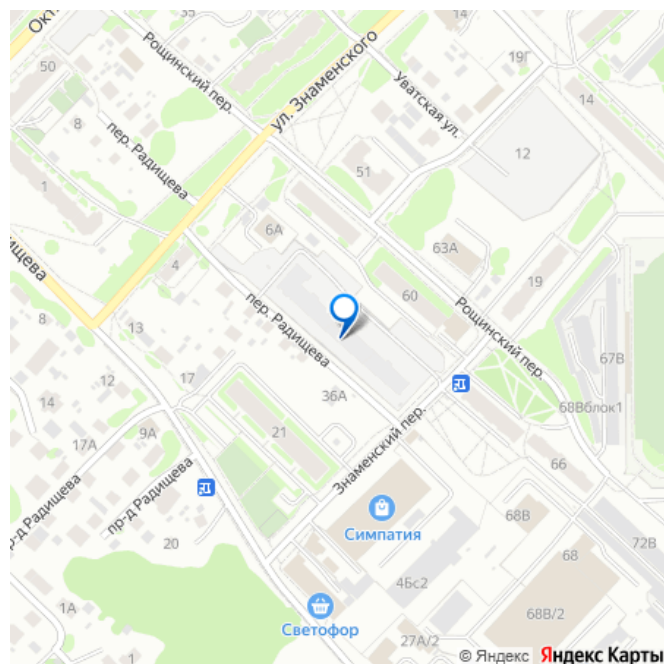 Окт
50
8
1
Рощинский пер.
35
ул. Знаменского
14
19Г
14
Уватская ул.
12
51
пер. Радищева
6А
4
63А
60
19
ищева
8
13
пер. Радищева
Рощинский пер.
67В
12
17
36А
68Вблок1
14
17А
9А
21
Знаменский пер.
66
пр-д Радищева
р-д Радищева
20
Симпатия
68В
68
72В
4Бс2
1А
1
Светофор
27А/2
68В/2
© Яндекс Яндекс Карты